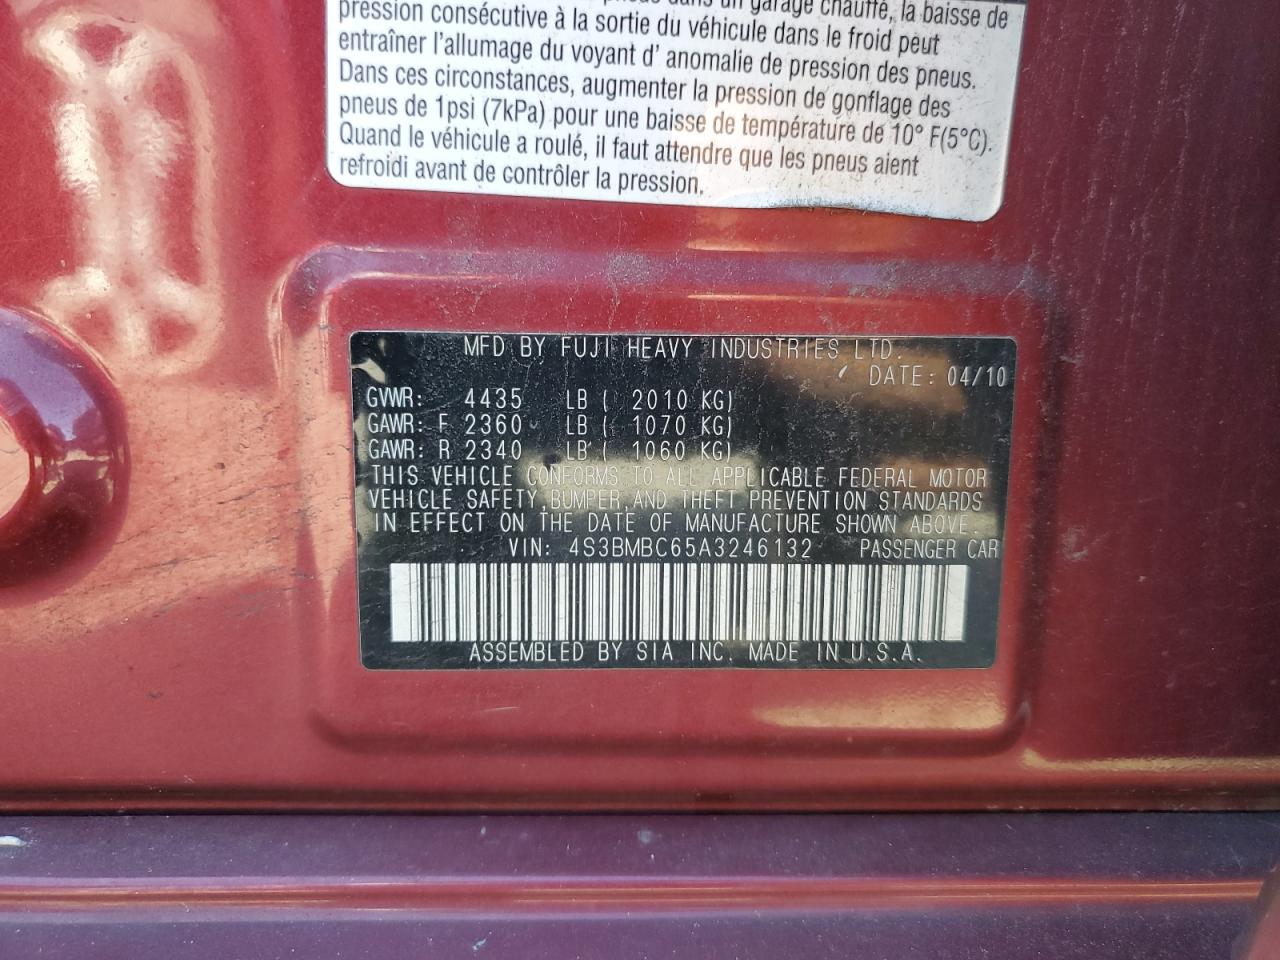 un garage chauffé, la baisse de
pression consécutive à la sortie du véhicule dans le froid peut
entraîner l'allumage du voyant d' anomalie de pression des pneus.
Dans ces circonstances, augmenter la pression de gonflage des
pneus de 1psi (7kPa) pour une baisse de température de 10° F(5°C).
Quand le véhicule a roulé, il faut attendre que les pneus aient
refroidi avant de contrôler la pression.
MFD BY FUJI HEAVY INDUSTRIES LTD.
DATE: 04/10
GVWR: 4435 LB ( 2010 KG)
GAWR: F 2360 LB ( 1070 KG)
GAWR: R 2340 LB ( 1060 KG)
THIS VEHICLE CONFORMS TO ALL APPLICABLE FEDERAL MOTOR
VEHICLE SAFETY, BUMPER, AND THEFT PREVENTION STANDARDS
IN EFFECT ON THE DATE OF MANUFACTURE SHOWN ABOVE.
VIN: 4S3BMBC65A3246132 PASSENGER CAR
ASSEMBLED BY SIA INC. MADE IN U.S.A.